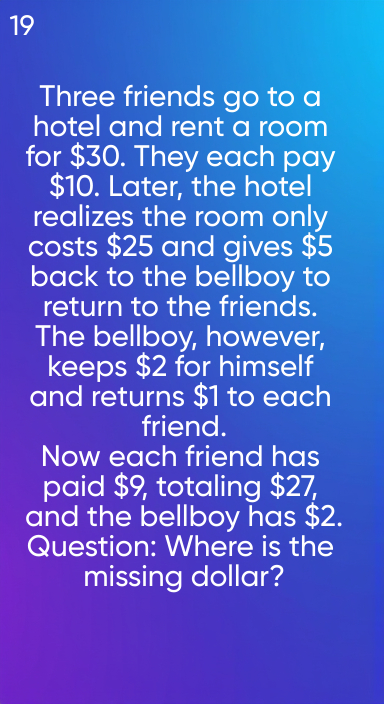 19
Three friends go to a
hotel and rent a room
for $30. They each pay
$10. Later, the hotel
realizes the room only
costs $25 and gives $5
back to the bellboy to
return to the friends.
The bellboy, however,
keeps $2 for himself
and returns $1 to each
friend.
Now each friend has
paid $9, totaling $27,
and the bellboy has $2.
Question: Where is the
missing dollar?